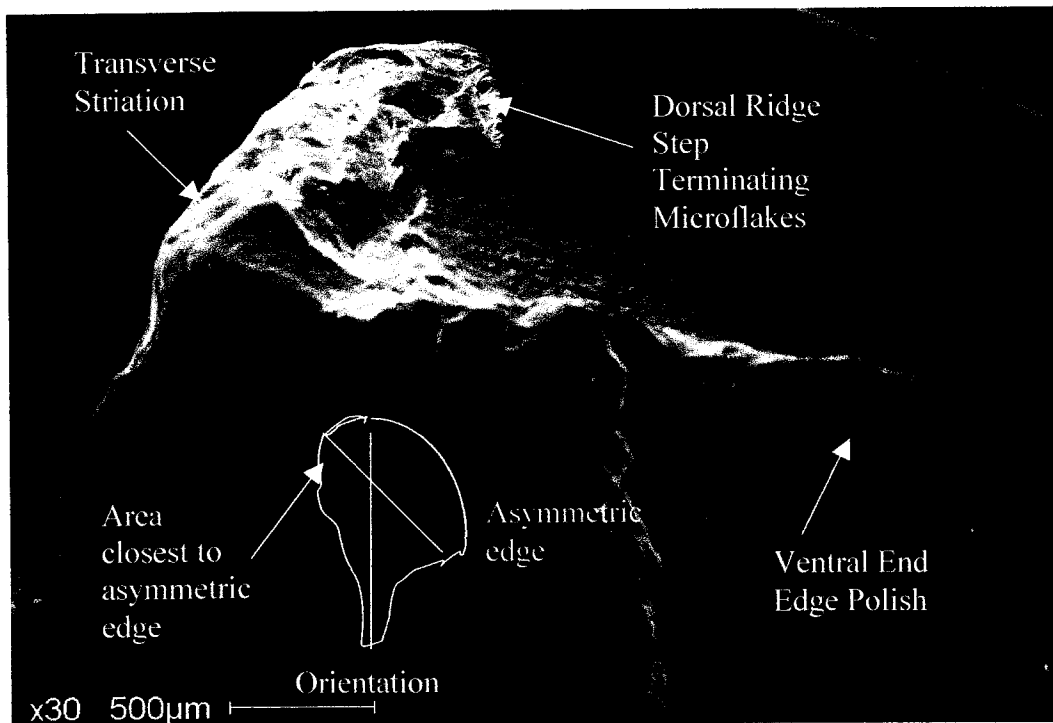 Transverse
Striation
Dorsal Ridge
Step
Terminating
Microflakes
Area
closest to
asymmetric
edge
Asymmetric
edge
Ventral End
Edge Polish
Orientation
x30 500µm